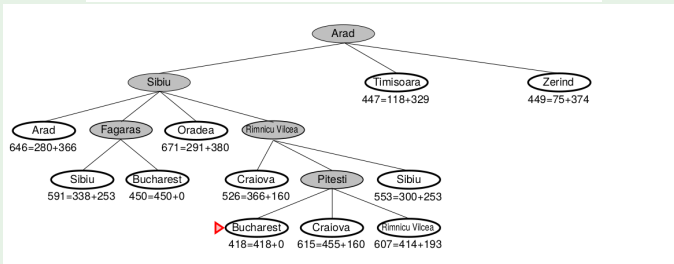 Arad
Sibiu Timisoara Zerind
447=118+329 449=75+374
Arad Fagaras Oradea Rimnicu Vilcea
646=280+366 671=291+380
Sibiu Bucharest Craiova Pitesti Sibiu
591=338+253 450=450+0 526=366+160 553=300+253
Bucharest Craiova Rimnicu Vilcea
418=418+0 615=455+160 607=414+193